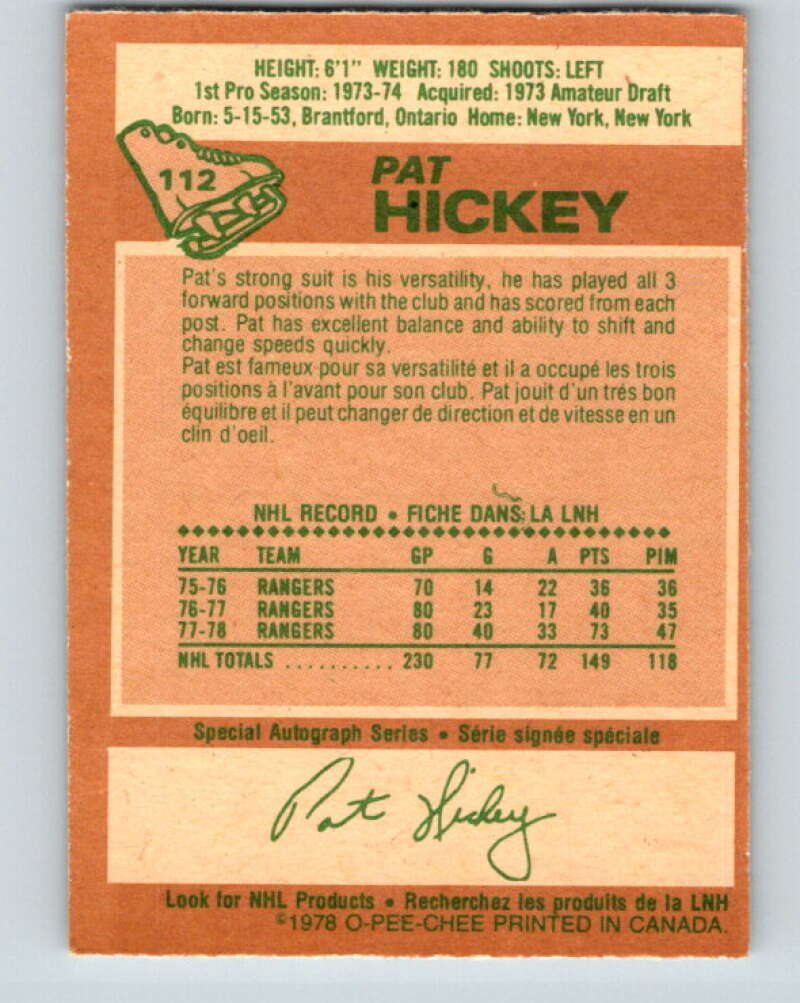 HEIGHT: 6'1" WEIGHT: 180 SHOOTS: LEFT
1st Pro Season: 1973-74 Acquired: 1973 Amateur Draft
Born: 5-15-53, Brantford, Ontario Home: New York, New York
112
PAT
HICKEY
Pat's strong suit is his versatility, he has played all 3
forward positions with the club and has scored from each
post. Pat has excellent balance and ability to shift and
change speeds quickly.
Pat est fameux pour sa versatilité et il a occupé les trois
positions à l'avant pour son club. Pat jouit d'un trés bon
équilibre et il peut changer de direction et de vitesse en un
clin d'oeil.
NHL RECORD • FICHE DANS LA LNH
YEAR TEAM GP G A PTS PIM
75-76 RANGERS 70 14 22 36 36
76-77 RANGERS 80 23 17 40 35
77-78 RANGERS 80 40 33 73 47
NHL TOTALS .......... 230 77 72 149 118
Special Autograph Series • Série signée spéciale
Pat Hickey
Look for NHL Products • Recherchez les produits de la LNH
©1978 O-PEE-CHEE PRINTED IN CANADA.